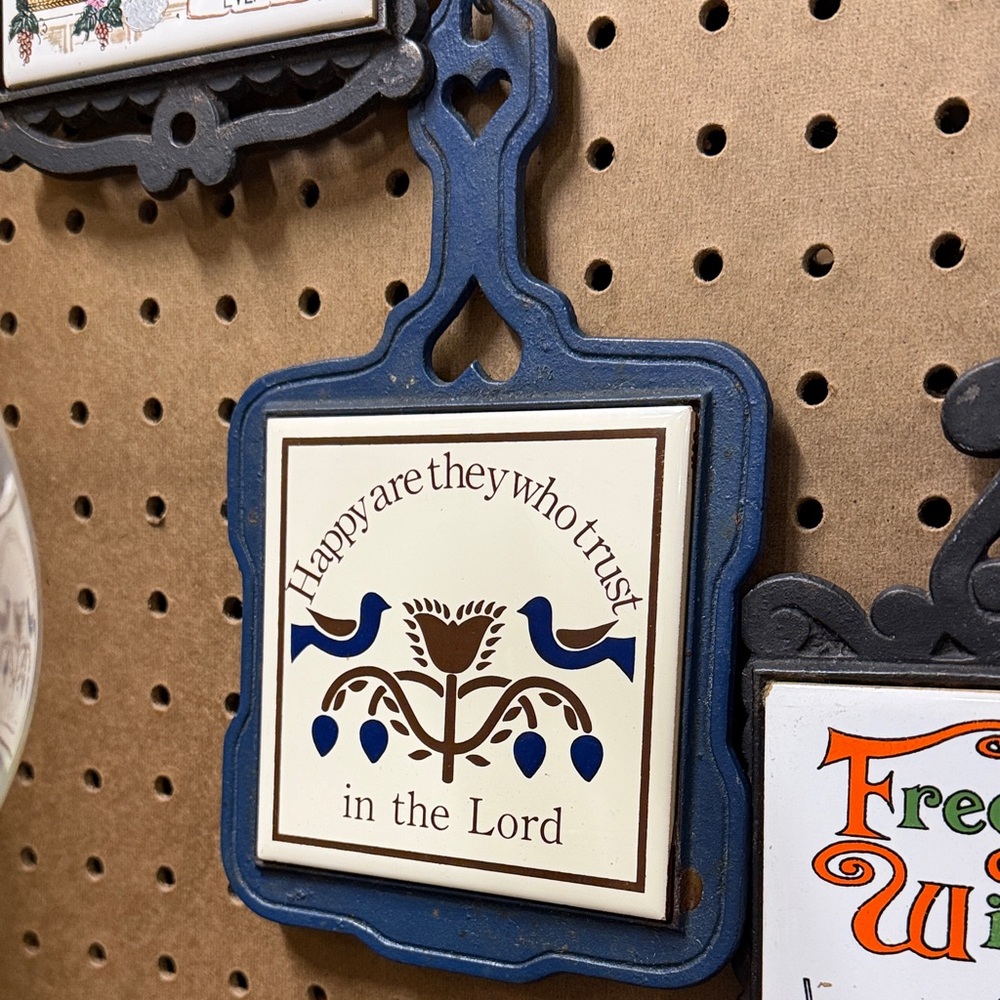 Happy are they who trust
in the Lord